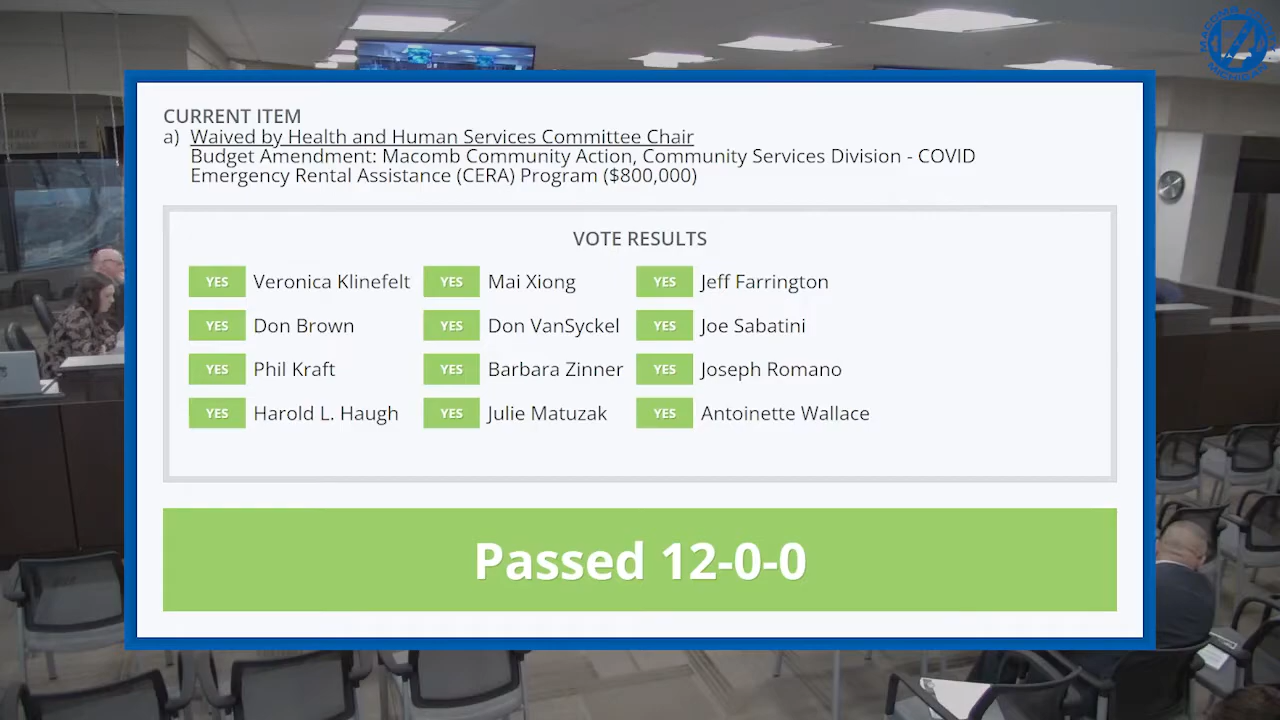 CURRENT ITEM
a) Waived by Health and Human Services Committee Chair
Budget Amendment: Macomb Community Action, Community Services Division - COVID
Emergency Rental Assistance (CERA) Program ($800,000)
VOTE RESULTS
YES Veronica Klinefelt YES Mai Xiong YES Jeff Farrington
YES Don Brown YES Don VanSyckel YES Joe Sabatini
YES Phil Kraft YES Barbara Zinner YES Joseph Romano
YES Harold L. Haugh YES Julie Matuzak YES Antoinette Wallace
Passed 12-0-0
MACOMB COUNTY
MICHIGAN